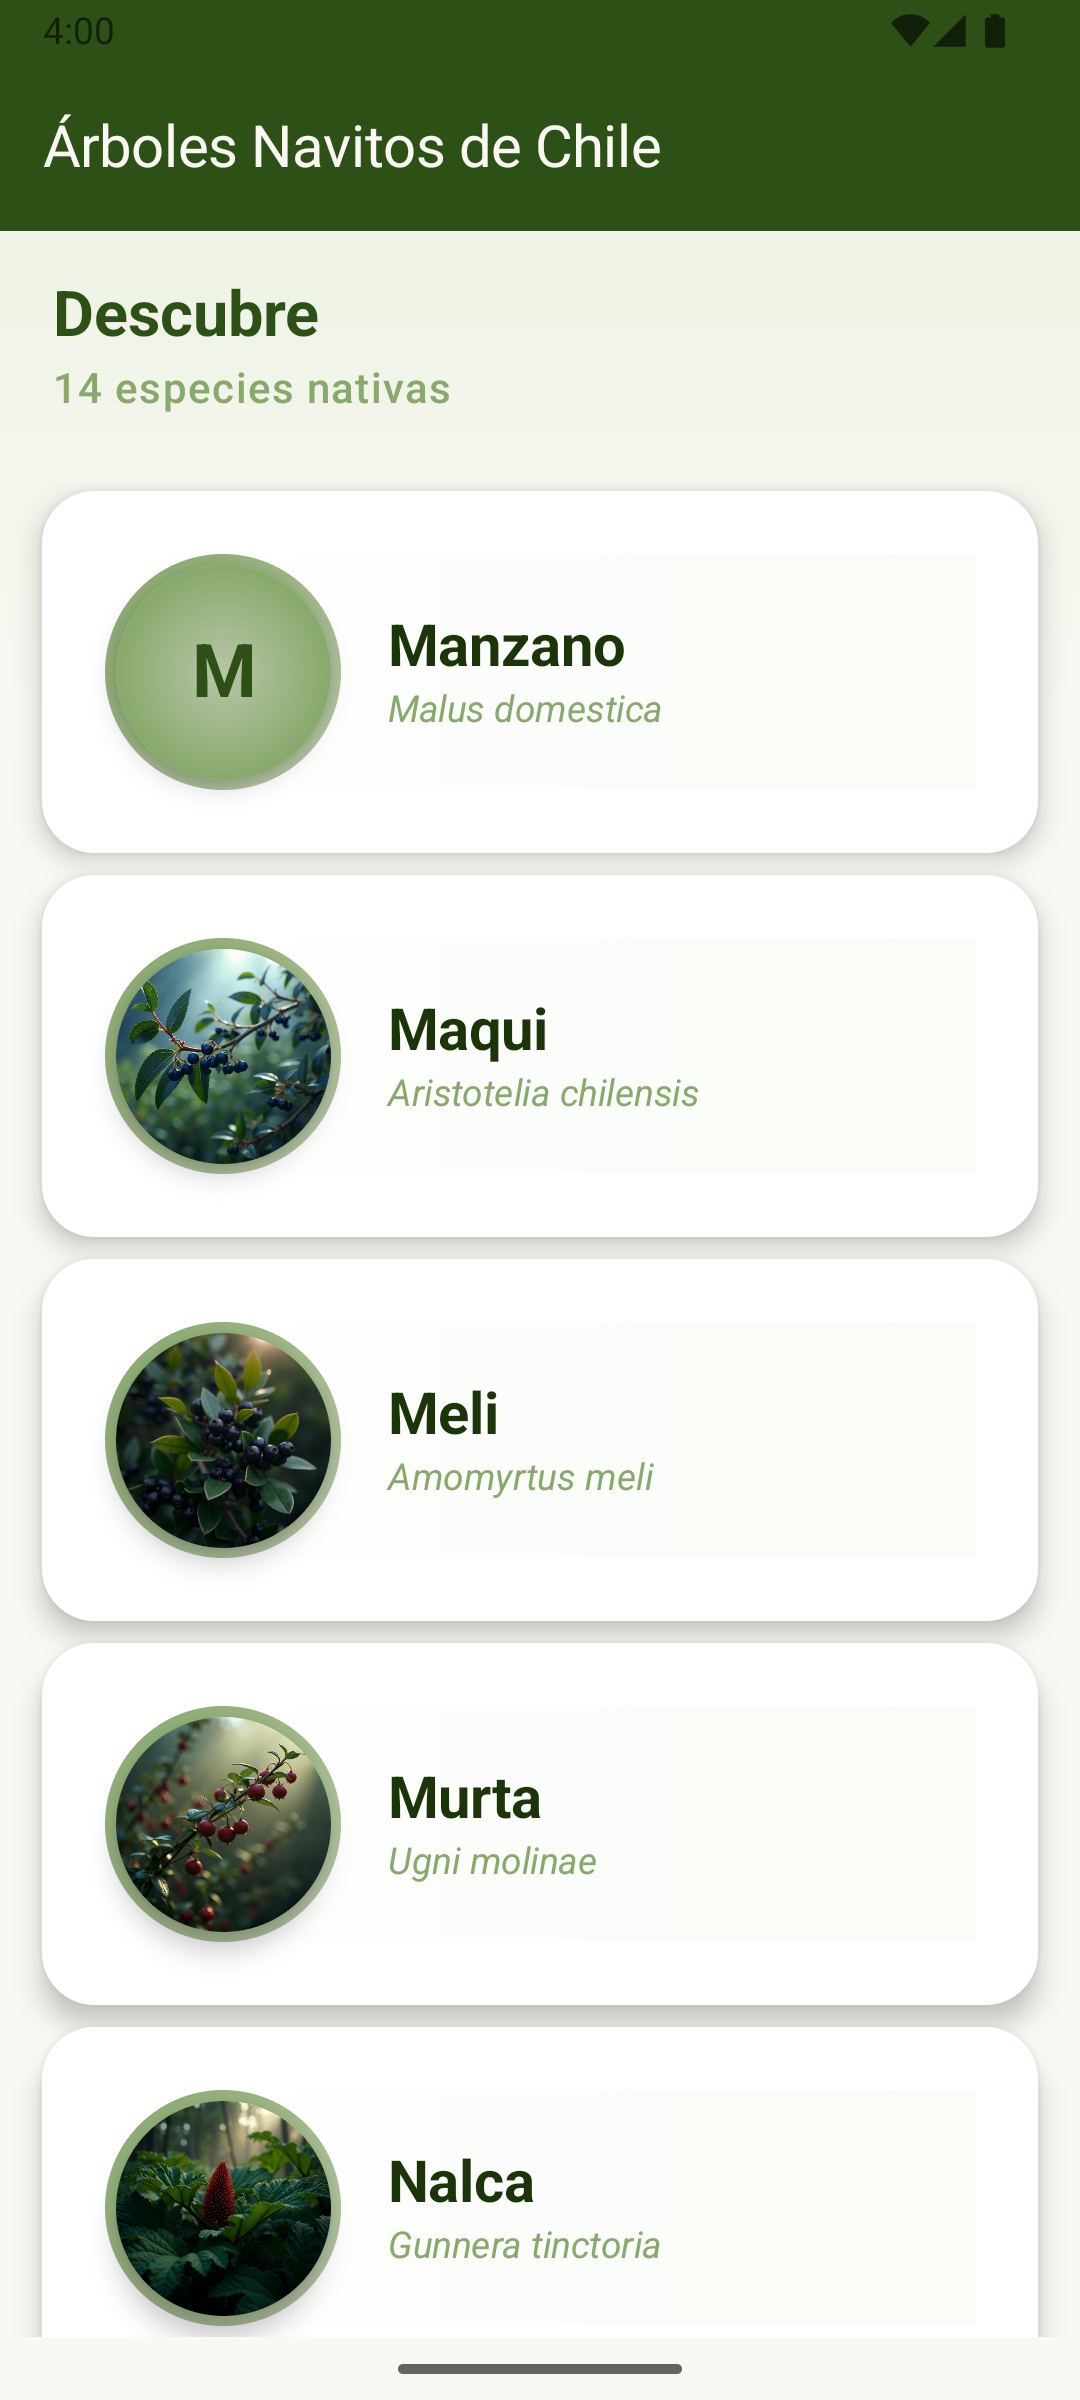 4:00
Árboles Navitos de Chile
Descubre
14 especies nativas
M
Manzano
Malus domestica
Maqui
Aristotelia chilensis
Meli
Amomyrtus meli
Murta
Ugni molinae
Nalca
Gunnera tinctoria